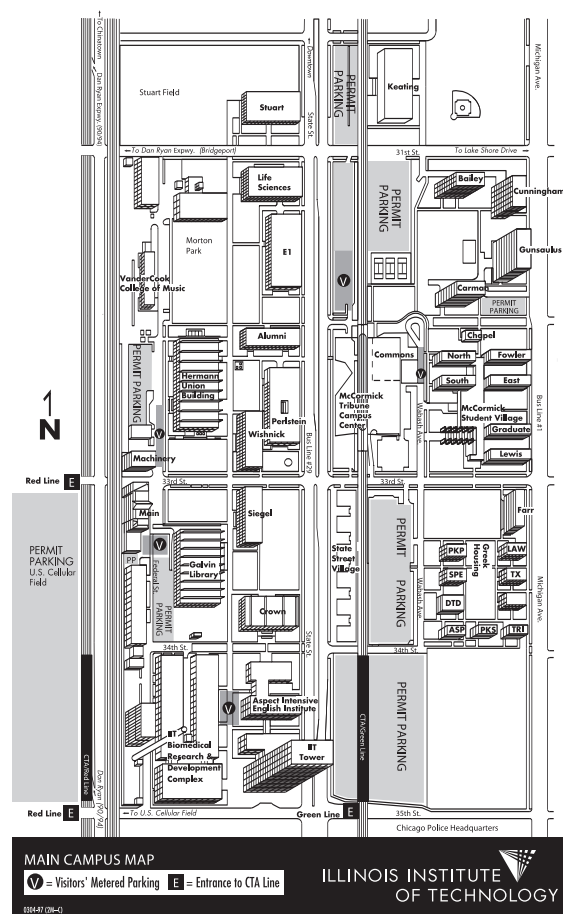 ← To Chinatown
Dan Ryan Expwy. (90/94)
Stuart Field
Stuart
← Downtown
State St.
PERMIT
PARKING
Keating
Michigan Ave.
← To Dan Ryan Expwy. (Bridgeport)
31st St.
To Lake Shore Drive →
Life
Sciences
Bailey
Cunningham
PERMIT
PARKING
Morton
Park
E1
Gunsaulus
VanderCook
College of Music
V
Carman
PERMIT
PARKING
Alumni
Chapel
Commons
North
Fowler
PERMIT PARKING
Hermann
Union
Building
V
South
East
McCormick
Tribune
Campus
Center
Perlstein
Wishnick
Bus Line #29
Wabash Ave.
McCormick
Student Village
Bus Line #1
Graduate
N
V
Machinery
Lewis
Red Line E
33rd St.
33rd St.
Main
Siegel
Farr
PERMIT
PARKING
U.S. Cellular
Field
V
PP
Federal St.
Galvin
Library
State
Street
Village
PERMIT PARKING
Wabash Ave.
PKP
Greek
Housing
LAW
SPE
TX
Michigan Ave.
PERMIT
PARKING
Crown
DTD
ASP
PKS
TRI
State St.
34th St.
34th St.
V
Aspect Intensive
English Institute
PERMIT PARKING
CTA/Red Line
CTA/Green Line
IIT
Biomedical
Research &
Development
Complex
IIT
Tower
Dan Ryan (90/94)
Red Line E
← To U.S. Cellular Field
Green Line E
35th St.
Chicago Police Headquarters
MAIN CAMPUS MAP
V = Visitors' Metered Parking E = Entrance to CTA Line
ILLINOIS INSTITUTE
OF TECHNOLOGY
0304-97 (2M-C)